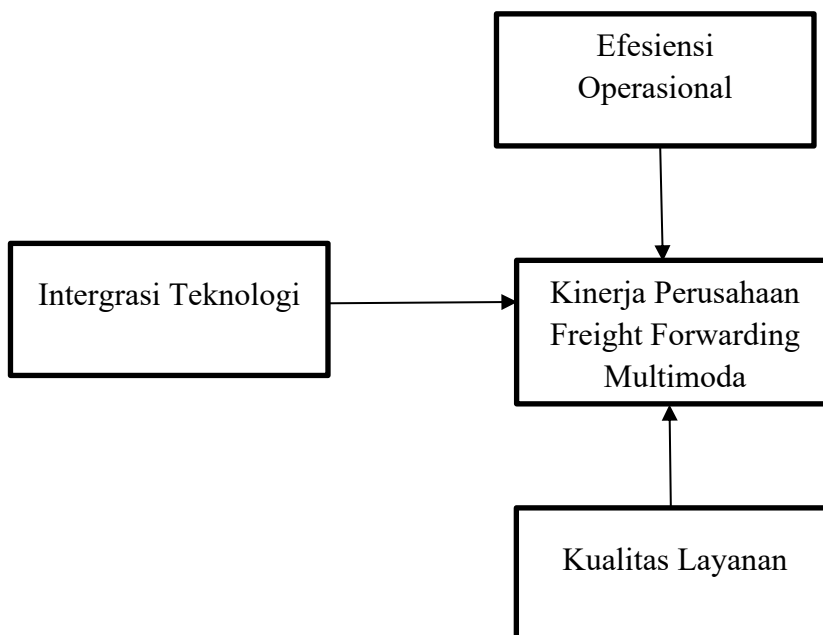 Efesiensi
Operasional
Intergrasi Teknologi
Kinerja Perusahaan
Freight Forwarding
Multimoda
Kualitas Layanan